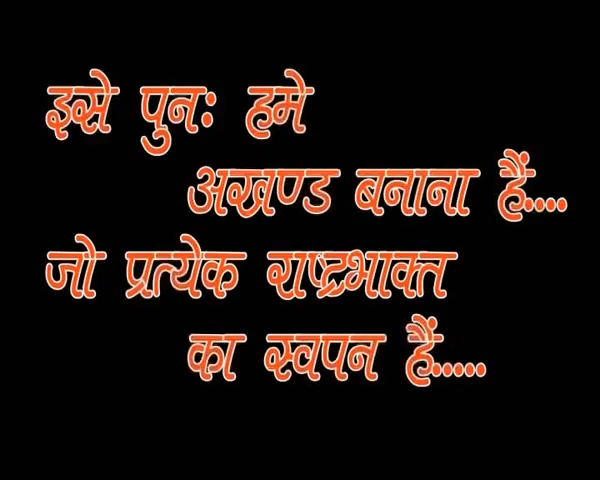 इसे पुनः हमे
अखण्ड बनाना हैं....
जो प्रत्येक राष्ट्रभाक्त
का स्वपन हैं.....